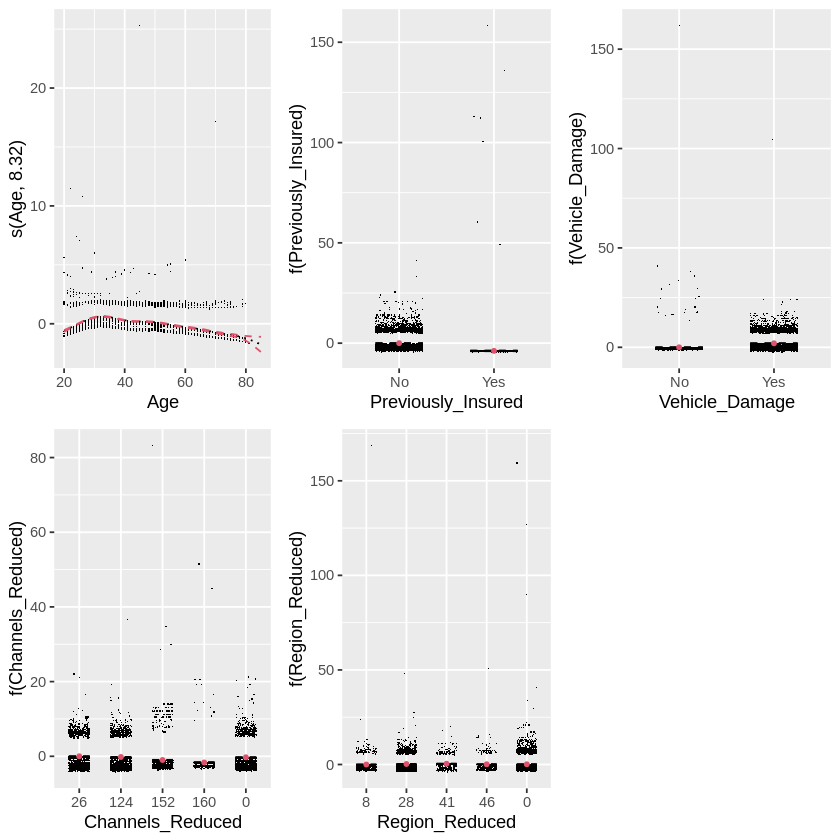 s(Age, 8.32)
20
10
0
20 40 60 80
Age
f(Previously_Insured)
150
100
50
0
No Yes
Previously_Insured
f(Vehicle_Damage)
150
100
50
0
No Yes
Vehicle_Damage
f(Channels_Reduced)
80
60
40
20
0
26 124 152 160 0
Channels_Reduced
f(Region_Reduced)
150
100
50
0
8 28 41 46 0
Region_Reduced